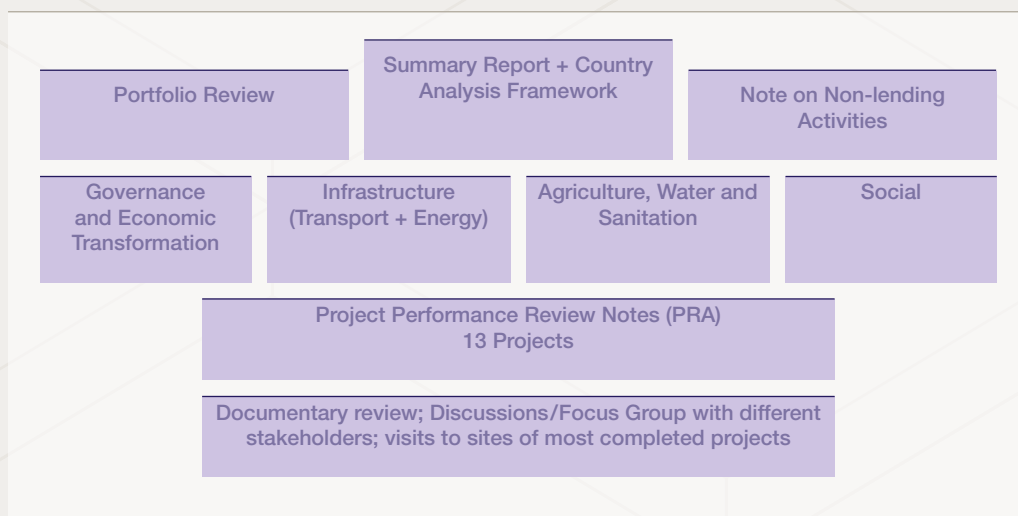 Portfolio Review
Summary Report + Country
Analysis Framework
Note on Non-lending
Activities
Governance
and Economic
Transformation
Infrastructure
(Transport + Energy)
Agriculture, Water and
Sanitation
Social
Project Performance Review Notes (PRA)
13 Projects
Documentary review; Discussions/Focus Group with different
stakeholders; visits to sites of most completed projects